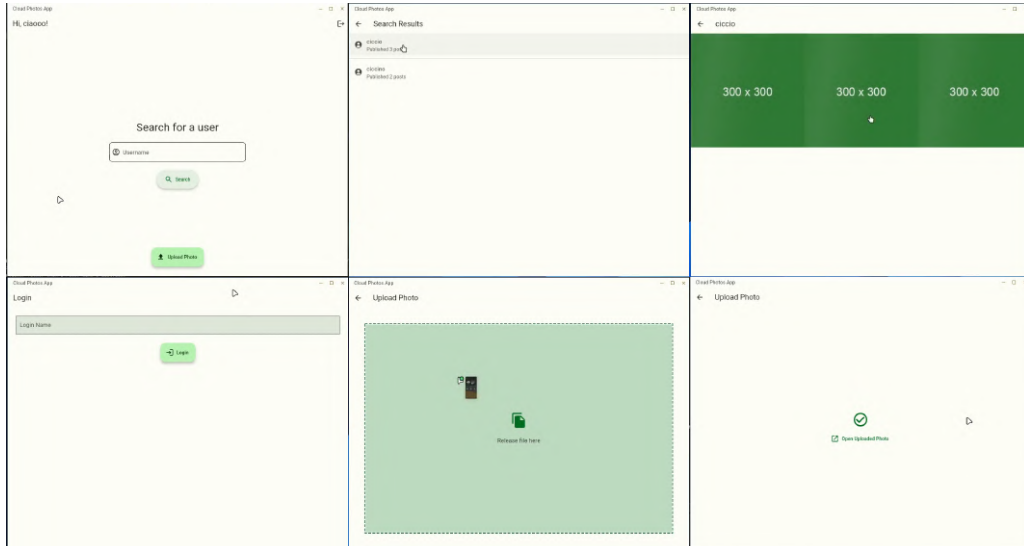 Cloud Photos App
Hi, ciaooo!
Search for a user
Username
Search
Upload Photo
Cloud Photos App
Search Results
ciccio
Published 3 posts
ciccino
Published 2 posts
Cloud Photos App
ciccio
300 x 300
300 x 300
300 x 300
Cloud Photos App
Login
Login Name
Login
Cloud Photos App
Upload Photo
Release file here
Cloud Photos App
Upload Photo
Open Uploaded Photo